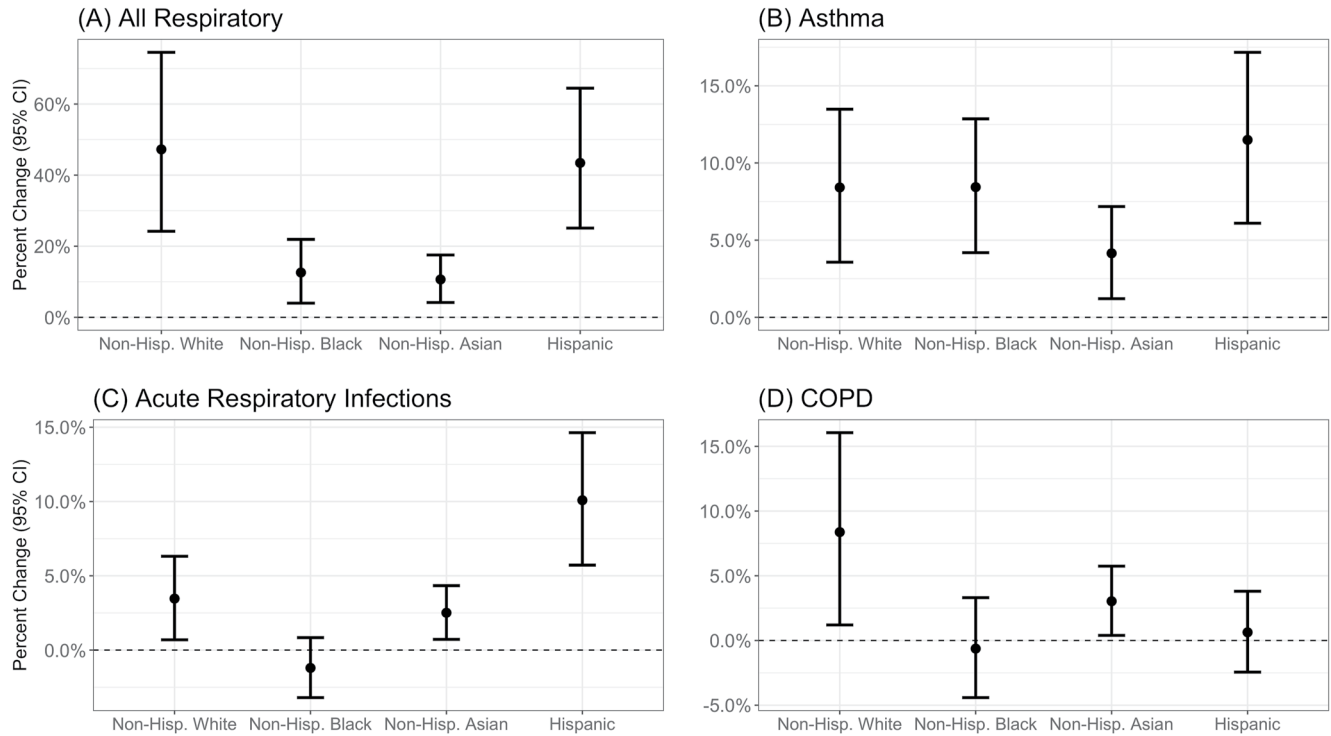 (A) All Respiratory
Percent Change (95% CI)
60%
40%
20%
0%
Non-Hisp. White Non-Hisp. Black Non-Hisp. Asian Hispanic
(B) Asthma
15.0%
10.0%
5.0%
0.0%
Non-Hisp. White Non-Hisp. Black Non-Hisp. Asian Hispanic
(C) Acute Respiratory Infections
Percent Change (95% CI)
15.0%
10.0%
5.0%
0.0%
Non-Hisp. White Non-Hisp. Black Non-Hisp. Asian Hispanic
(D) COPD
15.0%
10.0%
5.0%
0.0%
-5.0%
Non-Hisp. White Non-Hisp. Black Non-Hisp. Asian Hispanic